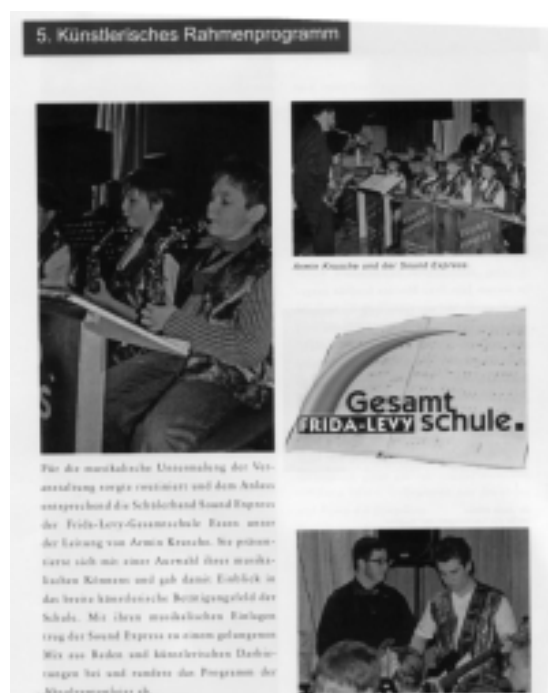 5. Künstlerisches Rahmenprogramm
Armin Krusche und der Sound Express.
Gesamt
FRIDA-LEVY schule.
Für die musikalische Untermalung der Ver-
anstaltung sorgte routiniert und dem Anlass
entsprechend die Schülerband Sound Express
der Frida-Levy-Gesamtschule Essen unter
der Leitung von Armin Krusche. Sie präsen-
tierte sich mit einer Auswahl ihres musika-
lischen Könnens und gab damit Einblick in
das breite künstlerische Betätigungsfeld der
Schule. Mit ihren musikalischen Einlagen
trug der Sound Express zu einem gelungenen
Mix aus Reden und künstlerischen Darbie-
tungen bei und rundete das Programm der